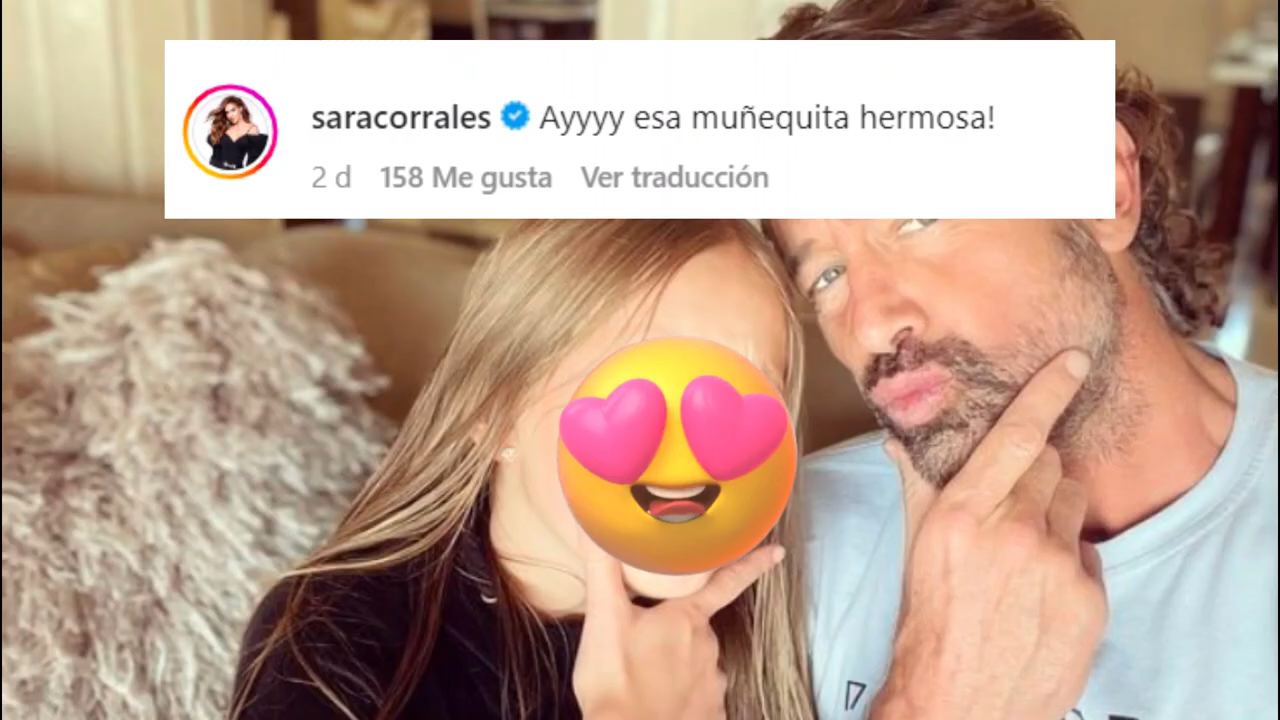 saracorrales Ayyyy esa muñequita hermosa!
2 d 158 Me gusta Ver traducción